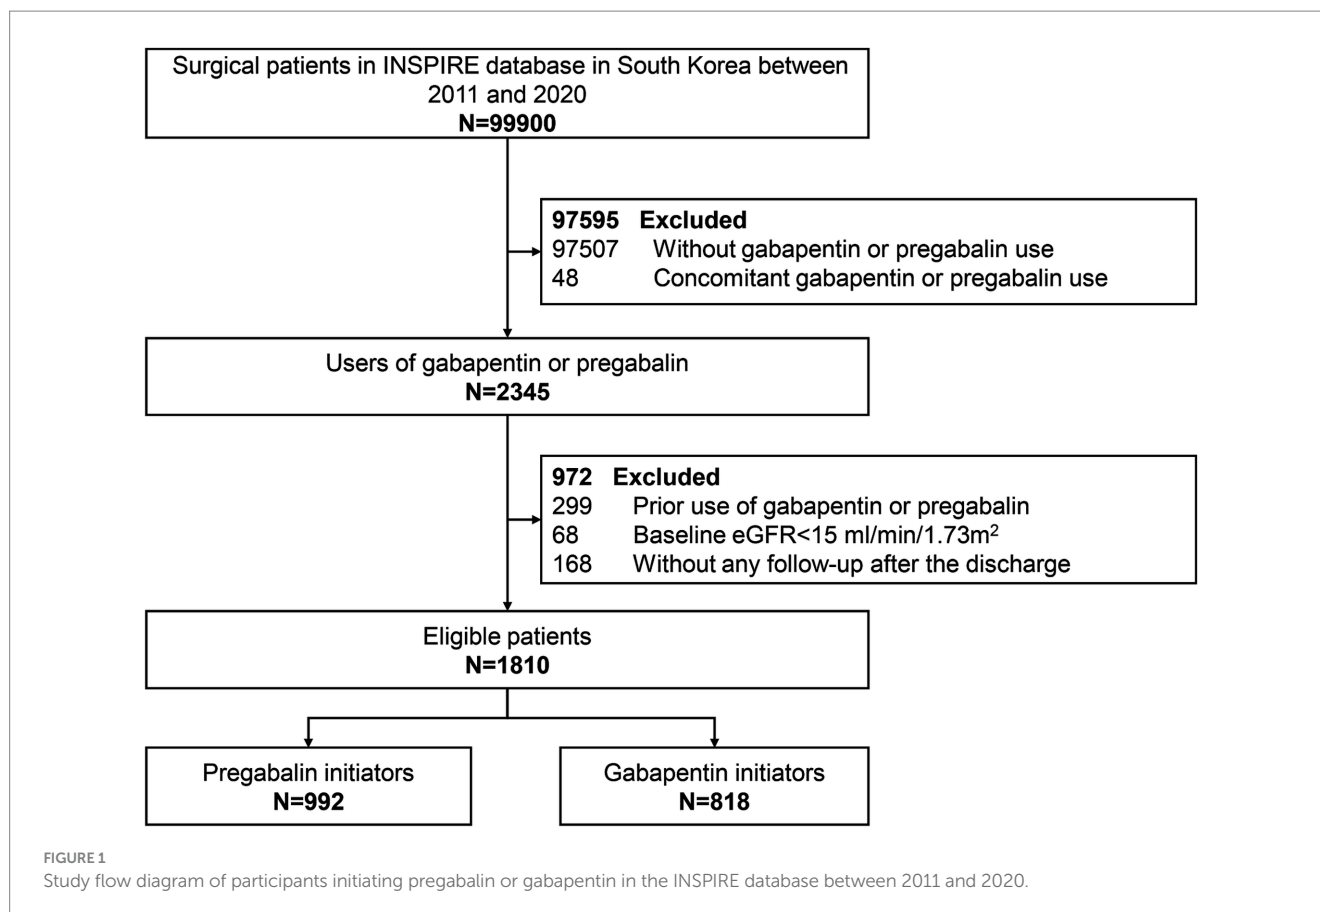 Surgical patients in INSPIRE database in South Korea between
2011 and 2020
N=99900
97595 Excluded
97507 Without gabapentin or pregabalin use
48 Concomitant gabapentin or pregabalin use
Users of gabapentin or pregabalin
N=2345
972 Excluded
299 Prior use of gabapentin or pregabalin
68 Baseline eGFR<15 ml/min/1.73m²
168 Without any follow-up after the discharge
Eligible patients
N=1810
Pregabalin initiators
N=992
Gabapentin initiators
N=818
FIGURE 1
Study flow diagram of participants initiating pregabalin or gabapentin in the INSPIRE database between 2011 and 2020.